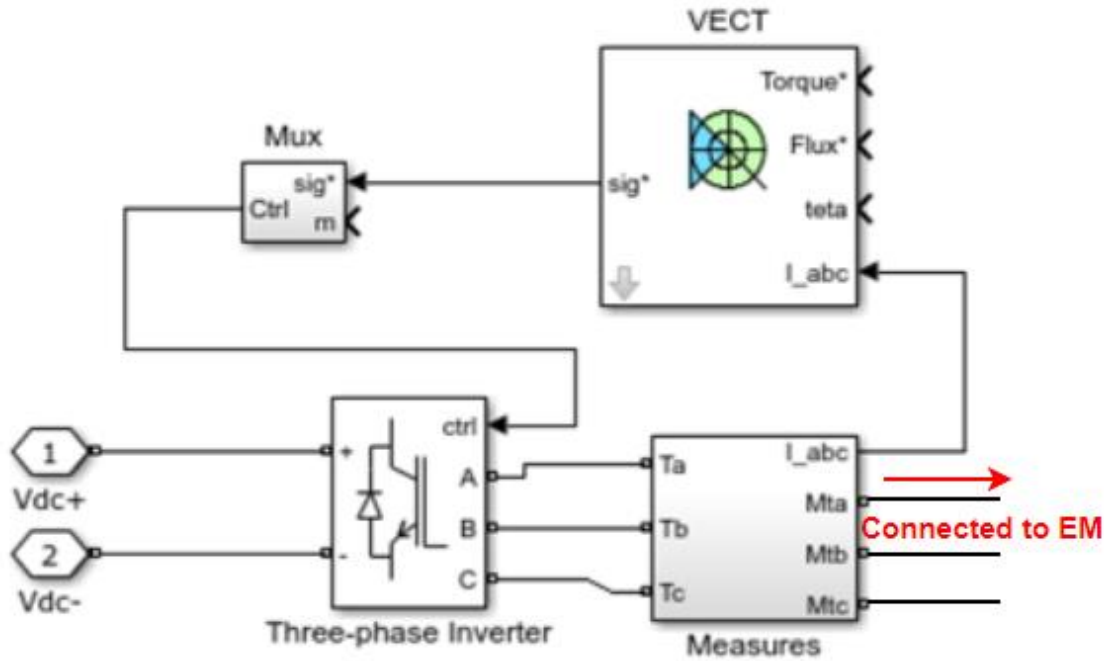 VECT
Torque*
Mux
Flux*
sig*
sig*
Ctrl
teta
m
I_abc
ctrl
I_abc
1
+
A
Ta
Mta
Vdc+
Connected to EM
B
Tb
2
-
Mtb
C
Tc
Mtc
Vdc-
Three-phase Inverter
Measures